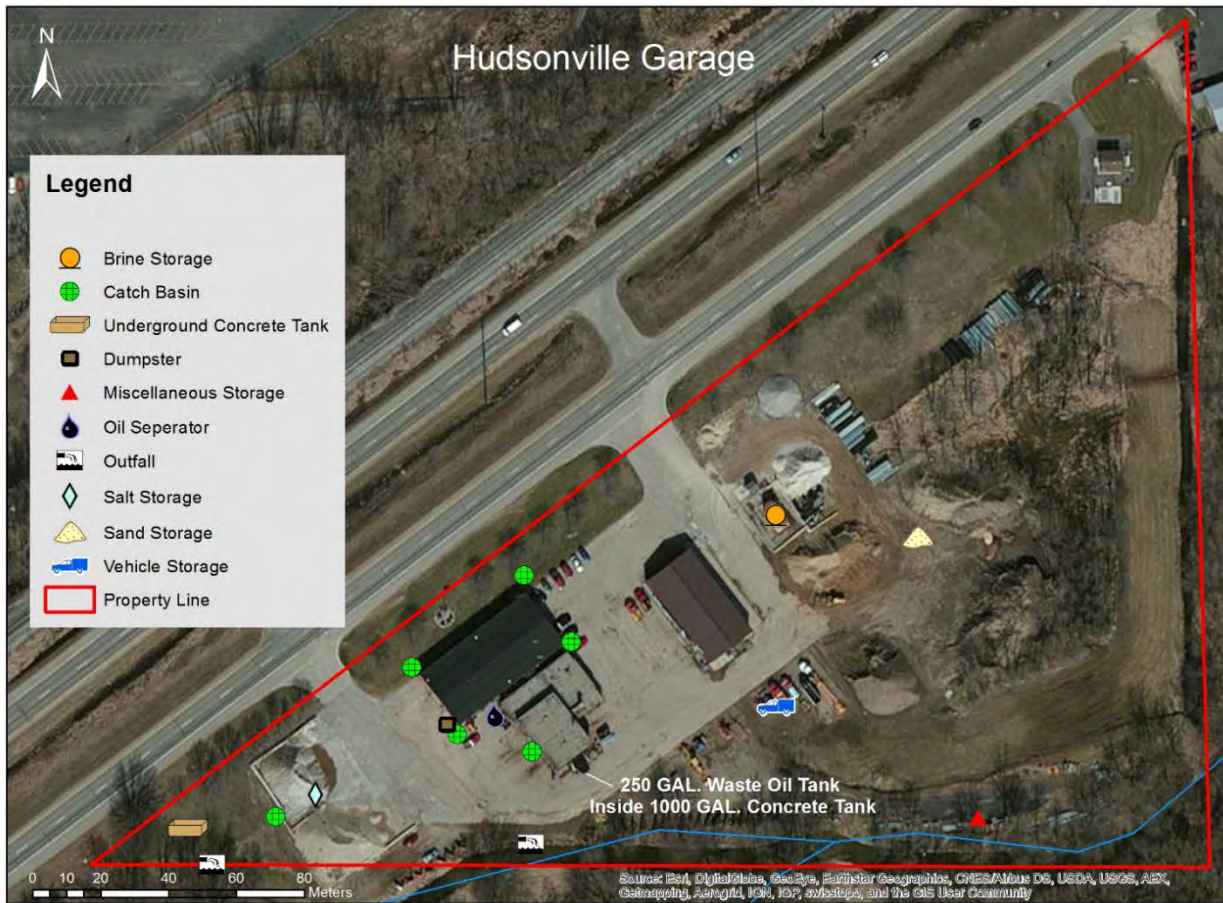 N
Hudsonville Garage
Legend
Brine Storage
Catch Basin
Underground Concrete Tank
Dumpster
Miscellaneous Storage
Oil Seperator
Outfall
Salt Storage
Sand Storage
Vehicle Storage
Property Line
250 GAL. Waste Oil Tank
Inside 1000 GAL. Concrete Tank
0 10 20 40 60 80
Meters
Source: Esri, DigitalGlobe, GeoEye, Earthstar Geographics, CNES/Airbus DS, USDA, USGS, AEX,
Getmapping, Aerogrid, IGN, IGP, swisstopo, and the GIS User Community